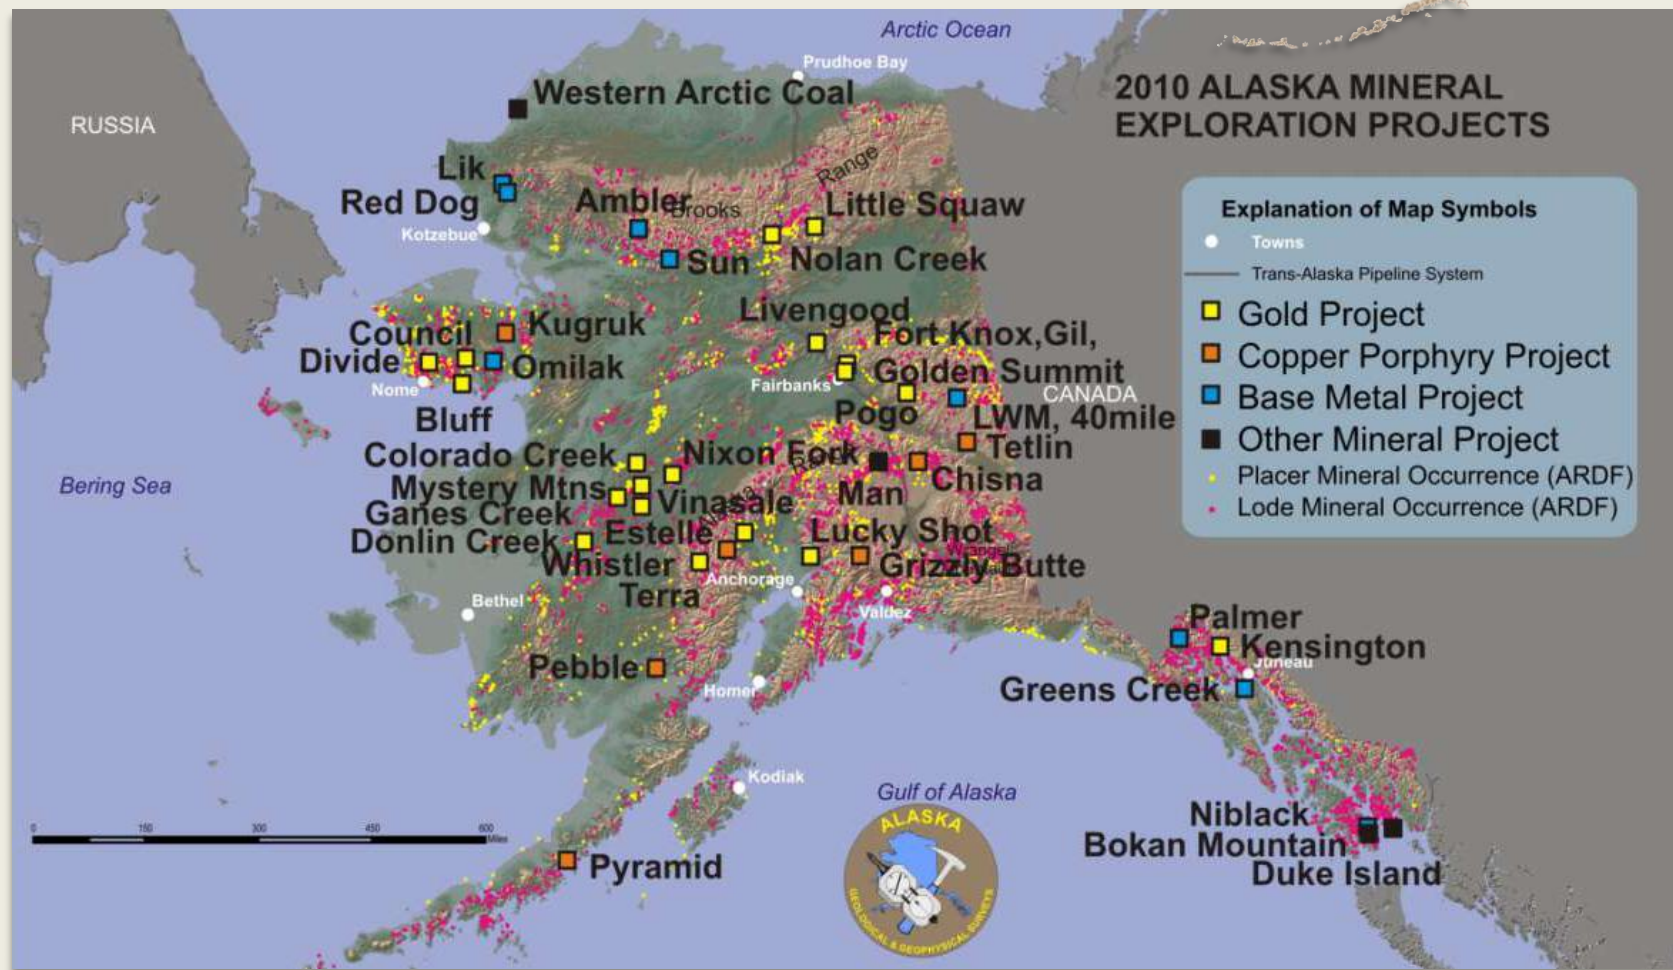 Arctic Ocean
Prudhoe Bay
2010 ALASKA MINERAL
EXPLORATION PROJECTS
Western Arctic Coal
RUSSIA
Lik
Range
Red Dog
Ambler
Brooks
Little Squaw
Kotzebue
Sun
Nolan Creek
Explanation of Map Symbols
Towns
Trans-Alaska Pipeline System
Gold Project
Copper Porphyry Project
Base Metal Project
Other Mineral Project
Placer Mineral Occurrence (ARDF)
Lode Mineral Occurrence (ARDF)
Livengood
Council
Kugruk
Fort Knox,Gil,
Divide
Omilak
Golden Summit
Nome
Fairbanks
CANADA
Bluff
Pogo
LWM, 40mile
Colorado Creek
Nixon Fork
Tetlin
Bering Sea
Mystery Mtns
Vinasale
Man
Chisna
Ganes Creek
Donlin Creek
Estelle
Lucky Shot
Whistler
Anchorage
Grizzly Butte
Terra
Bethel
Valdez
Palmer
Pebble
Kensington
Juneau
Homer
Greens Creek
Kodiak
Gulf of Alaska
Niblack
Bokan Mountain
Duke Island
0 150 300 450 600
Miles
Pyramid
ALASKA
GEOLOGICAL & GEOPHYSICAL SURVEYS